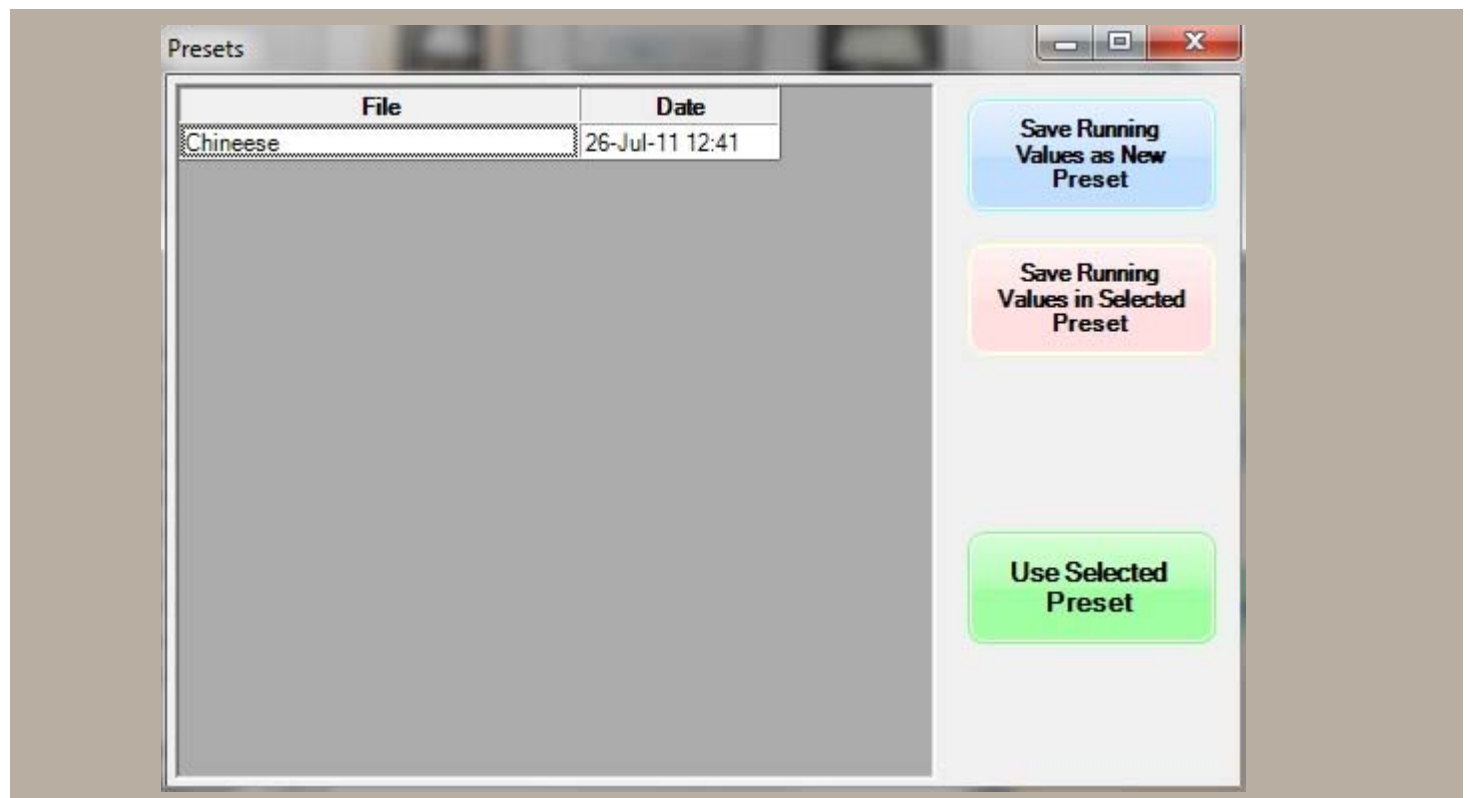 Presets
File Date
Chineese 26-Jul-11 12:41
Save Running
Values as New
Preset
Save Running
Values in Selected
Preset
Use Selected
Preset